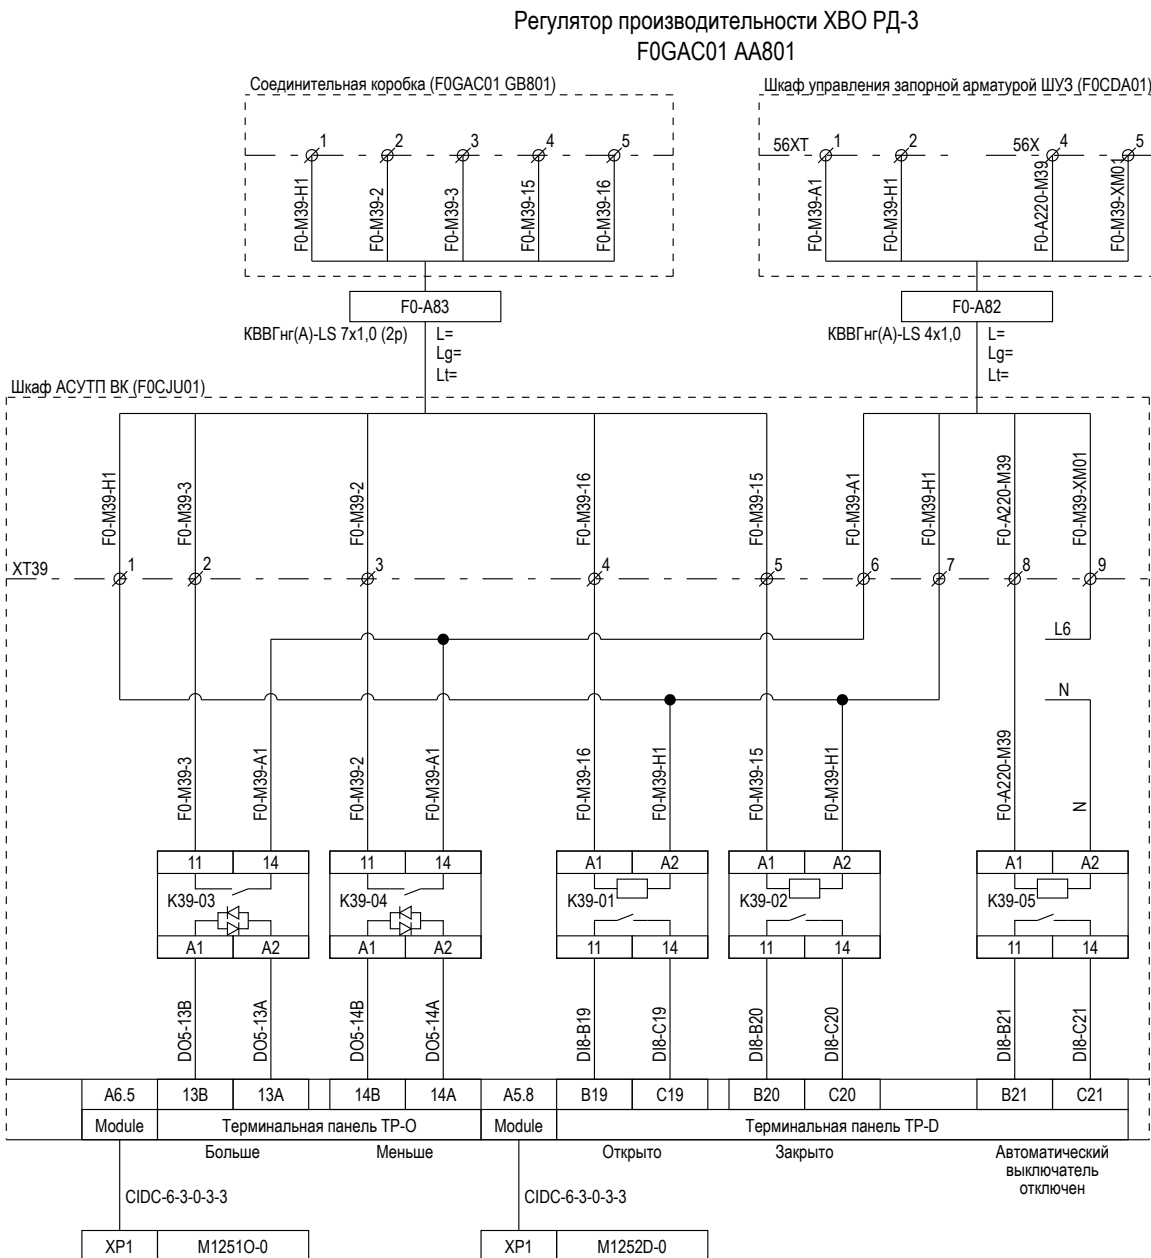 Регулятор производительности ХВО РД-3
F0GAC01 AA801
Соединительная коробка (F0GAC01 GB801)
Шкаф управления запорной арматурой ШУЗ (F0CDA01)
1 2 3 4 5
56XT 1 2 56X 4 5
F0-M39-H1 F0-M39-2 F0-M39-3 F0-M39-15 F0-M39-16
F0-M39-A1 F0-M39-H1 F0-A220-M39 F0-M39-XM01
F0-A83
F0-A82
КВВГнг(А)-LS 7x1,0 (2р)
L=
Lg=
Lt=
КВВГнг(А)-LS 4x1,0
L=
Lg=
Lt=
Шкаф АСУТП ВК (F0CJU01)
F0-M39-H1 F0-M39-3 F0-M39-2 F0-M39-16 F0-M39-15 F0-M39-A1 F0-M39-H1 F0-A220-M39 F0-M39-XM01
XT39 1 2 3 4 5 6 7 8 9
L6
N
F0-M39-3 F0-M39-A1 F0-M39-2 F0-M39-A1 F0-M39-16 F0-M39-H1 F0-M39-15 F0-M39-H1 F0-A220-M39 N
11 14 11 14 A1 A2 A1 A2 A1 A2
K39-03 K39-04 K39-01 K39-02 K39-05
A1 A2 A1 A2 11 14 11 14 11 14
DO5-13B DO5-13A DO5-14B DO5-14A DI8-B19 DI8-C19 DI8-B20 DI8-C20 DI8-B21 DI8-C21
A6.5 13B 13A 14B 14A A5.8 B19 C19 B20 C20 B21 C21
Module Терминальная панель TP-O Module Терминальная панель TP-D
Больше Меньше Открыто Закрыто Автоматический
выключатель
отключен
CIDC-6-3-0-3-3 CIDC-6-3-0-3-3
XP1 M1251O-0 XP1 M1252D-0